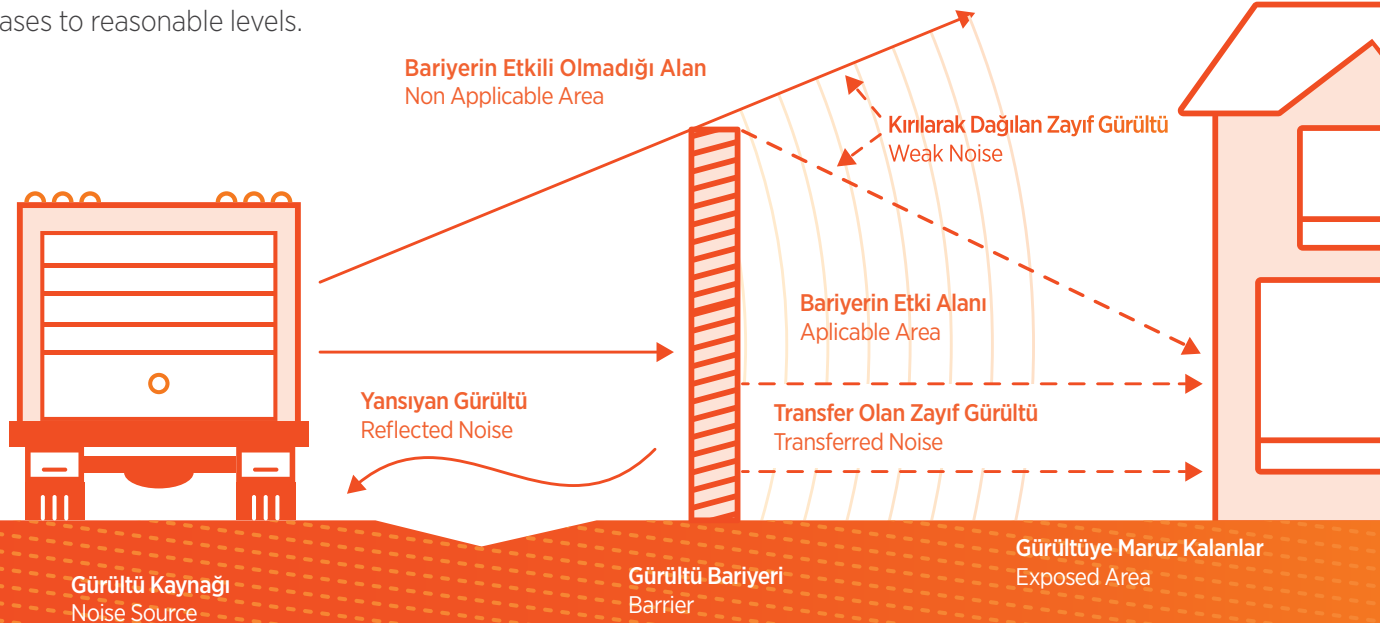 ases to reasonable levels.
Bariyerin Etkili Olmadığı Alan
Non Applicable Area
Kırılarak Dağılan Zayıf Gürültü
Weak Noise
Bariyerin Etki Alanı
Aplicable Area
Yansıyan Gürültü
Reflected Noise
Transfer Olan Zayıf Gürültü
Transferred Noise
Gürültü Kaynağı
Noise Source
Gürültü Bariyeri
Barrier
Gürültüye Maruz Kalanlar
Exposed Area